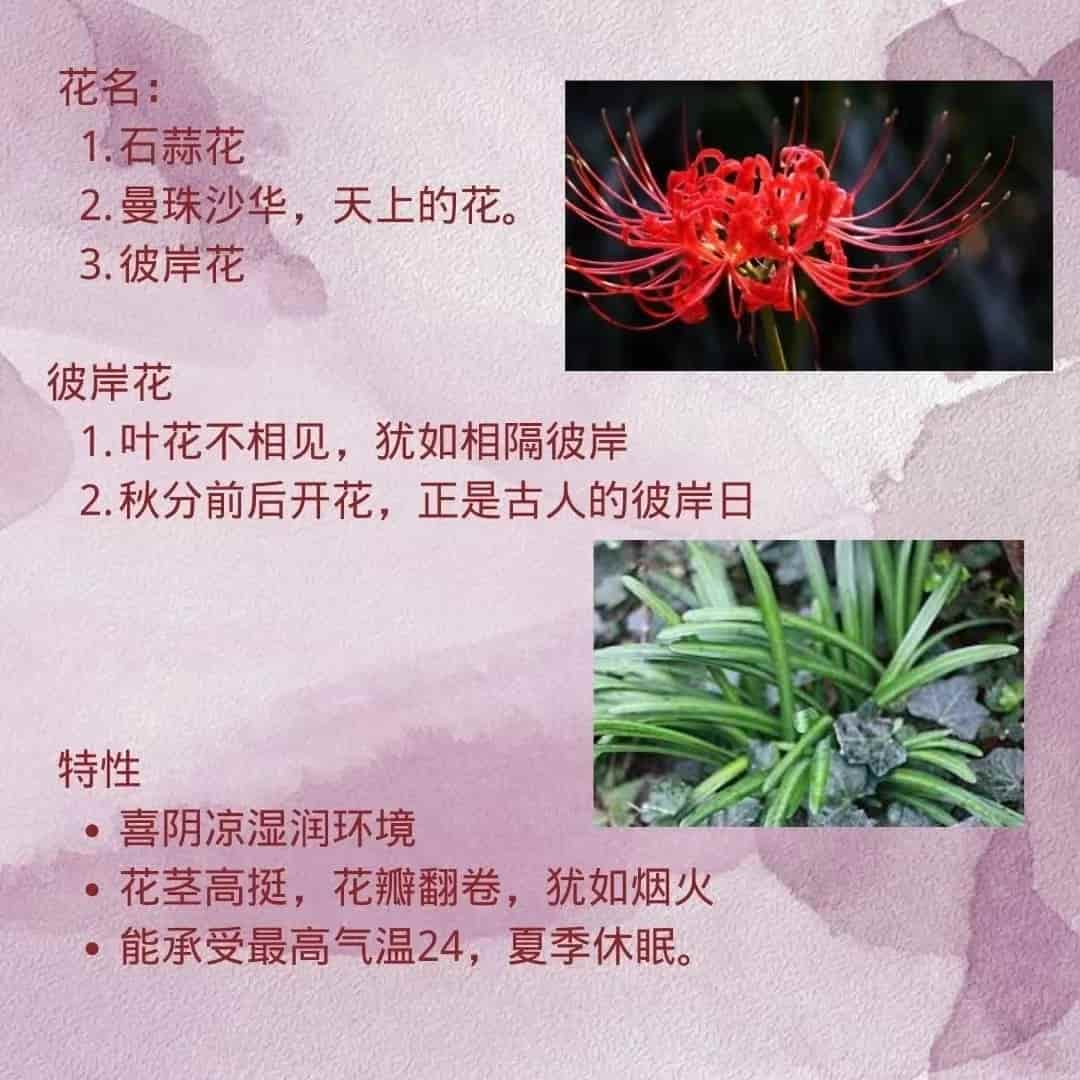 花名：
1. 石蒜花
2. 曼珠沙华，天上的花。
3. 彼岸花
彼岸花
1. 叶花不相见，犹如相隔彼岸
2. 秋分前后开花，正是古人的彼岸日
特性
• 喜阴凉湿润环境
• 花茎高挺，花瓣翻卷，犹如烟火
• 能承受最高气温24，夏季休眠。